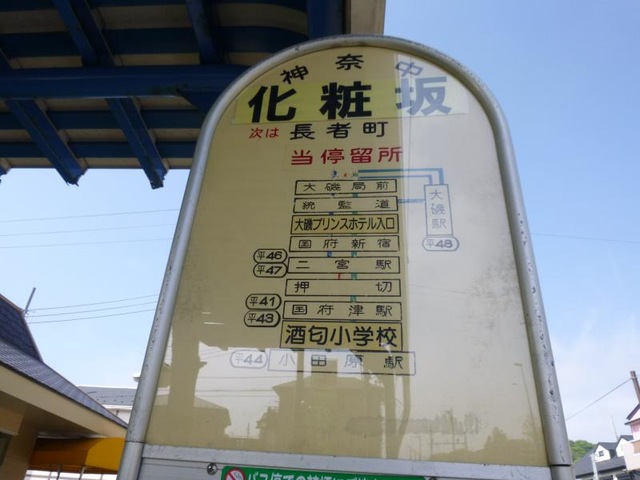 神奈中
化粧坂
次は 長者町
当停留所
大磯局前
統監道
大磯駅
大磯プリンスホテル入口
平48
国府新宿
平46
平47
二宮駅
押切
平41
平43
国府津駅
酒匂小学校
平44
小田原駅